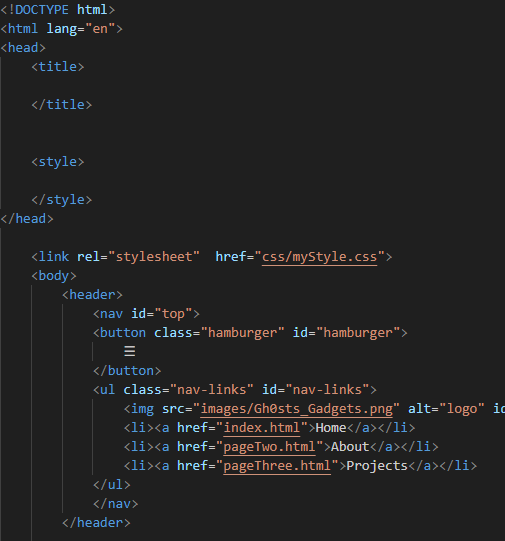 <!DOCTYPE html>
<html lang="en">
<head>
<title>
</title>
<style>
</style>
</head>
<link rel="stylesheet"  href="css/myStyle.css">
<body>
<header>
<nav id="top">
<button class="hamburger" id="hamburger">
☰
</button>
<ul class="nav-links" id="nav-links">
<img src="images/Gh0sts_Gadgets.png" alt="logo" id
<li><a href="index.html">Home</a></li>
<li><a href="pageTwo.html">About</a></li>
<li><a href="pageThree.html">Projects</a></li>
</ul>
</nav>
</header>